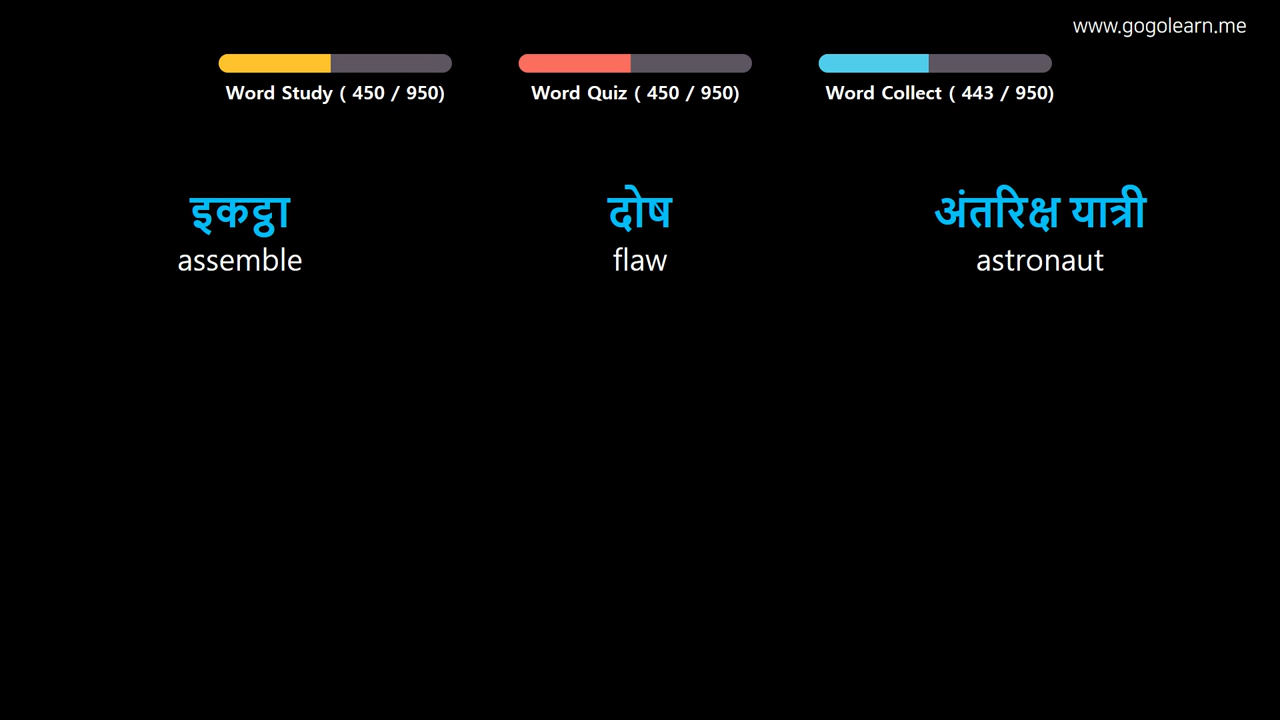 www.gogolearn.me
Word Study ( 450 / 950)
Word Quiz ( 450 / 950)
Word Collect ( 443 / 950)
इकट्ठा
assemble
दोष
flaw
अंतरिक्ष यात्री
astronaut